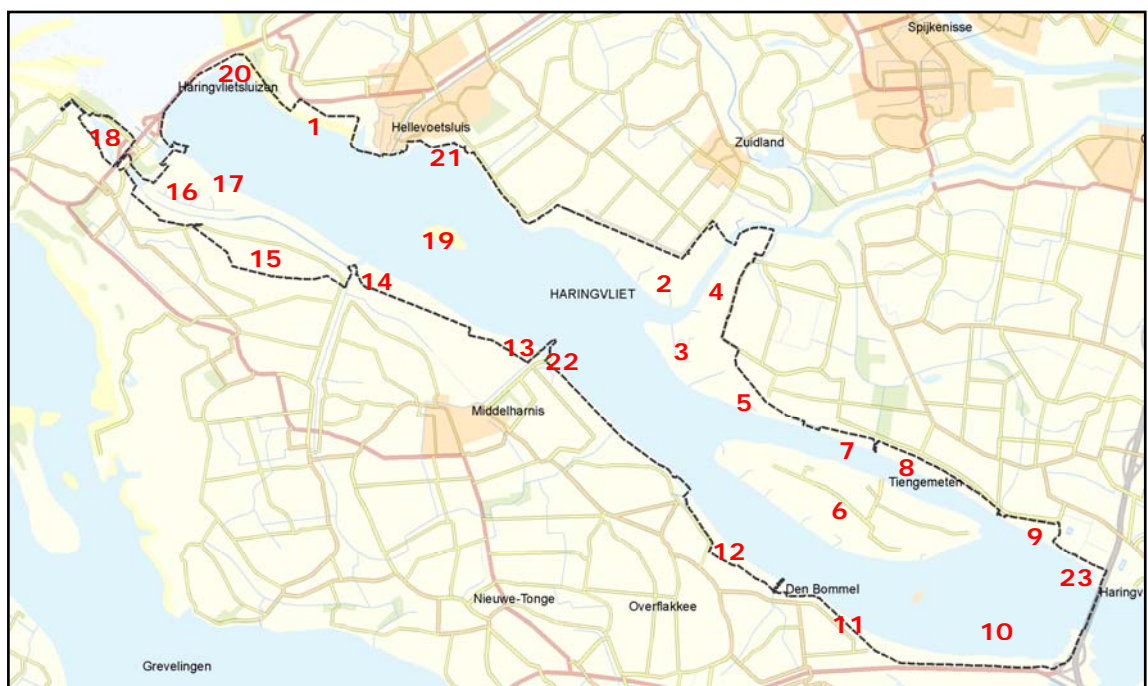 Spijkenisse
20
Haringvlietsluizen
1
Hellevoetsluis
18
21
Zuidland
16
17
19
15
14
2
4
HARINGVLIET
13
22
3
Middelharnis
5
7
8
Tiengemeten
6
9
12
23
Den Bommel
Haringv
Nieuwe-Tonge
Overflakkee
11
10
Grevelingen